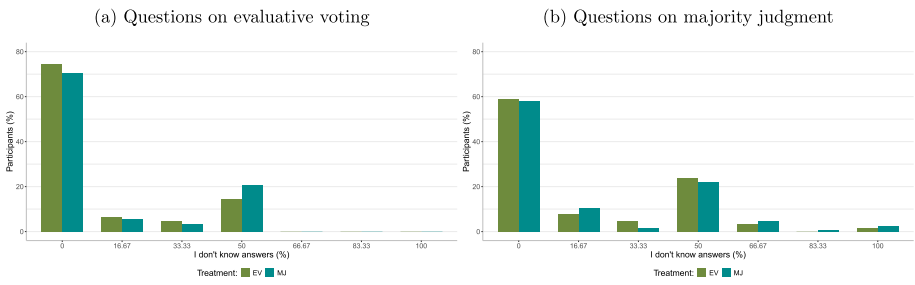 (a) Questions on evaluative voting
80
60
40
20
0
Participants (%)
0 16.67 33.33 50 66.67 83.33 100
I don't know answers (%)
Treatment: EV MJ
(b) Questions on majority judgment
80
60
40
20
0
Participants (%)
0 16.67 33.33 50 66.67 83.33 100
I don't know answers (%)
Treatment: EV MJ